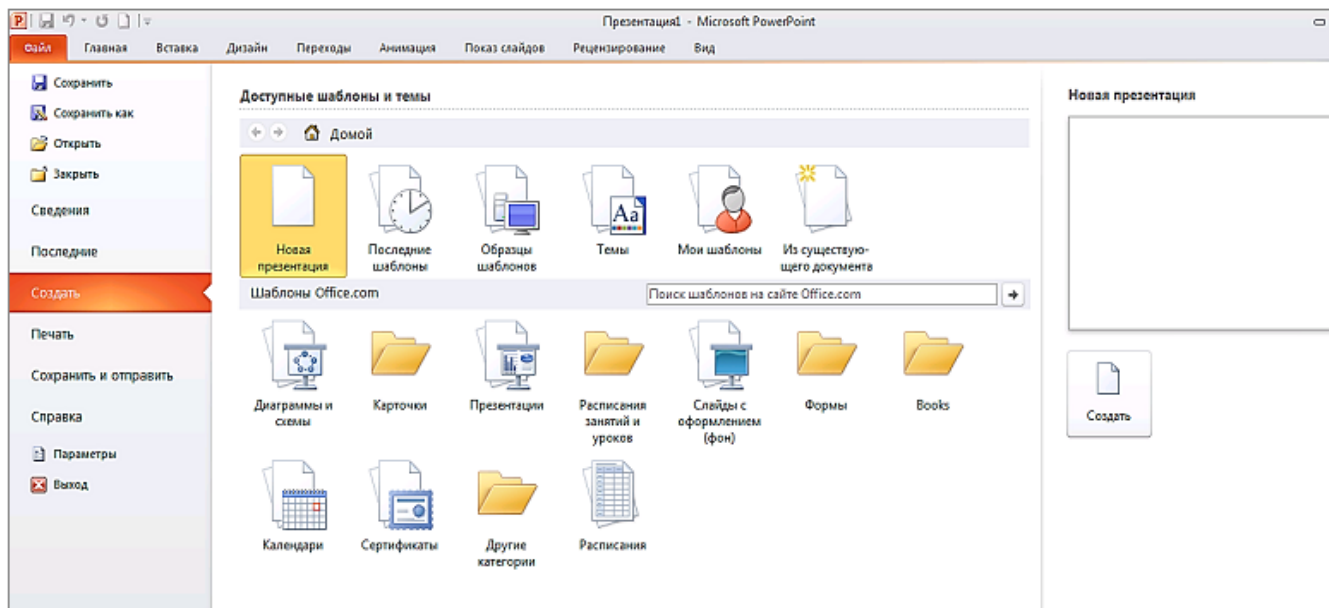 Презентация1 - Microsoft PowerPoint
Файл Главная Вставка Дизайн Переходы Анимация Показ слайдов Рецензирование Вид
Сохранить
Сохранить как
Открыть
Закрыть
Сведения
Последние
Создать
Печать
Сохранить и отправить
Справка
Параметры
Выход
Доступные шаблоны и темы
Домой
Новая
презентация
Последние
шаблоны
Образцы
шаблонов
Aa
Темы
Мои шаблоны
Из существую-
щего документа
Шаблоны Office.com
Поиск шаблонов на сайте Office.com
Диаграммы и
схемы
Карточки
Презентации
Расписания
занятий и
уроков
Слайды с
оформлением
(фон)
Формы
Books
Календари
Сертификаты
Другие
категории
Расписания
Новая презентация
Создать